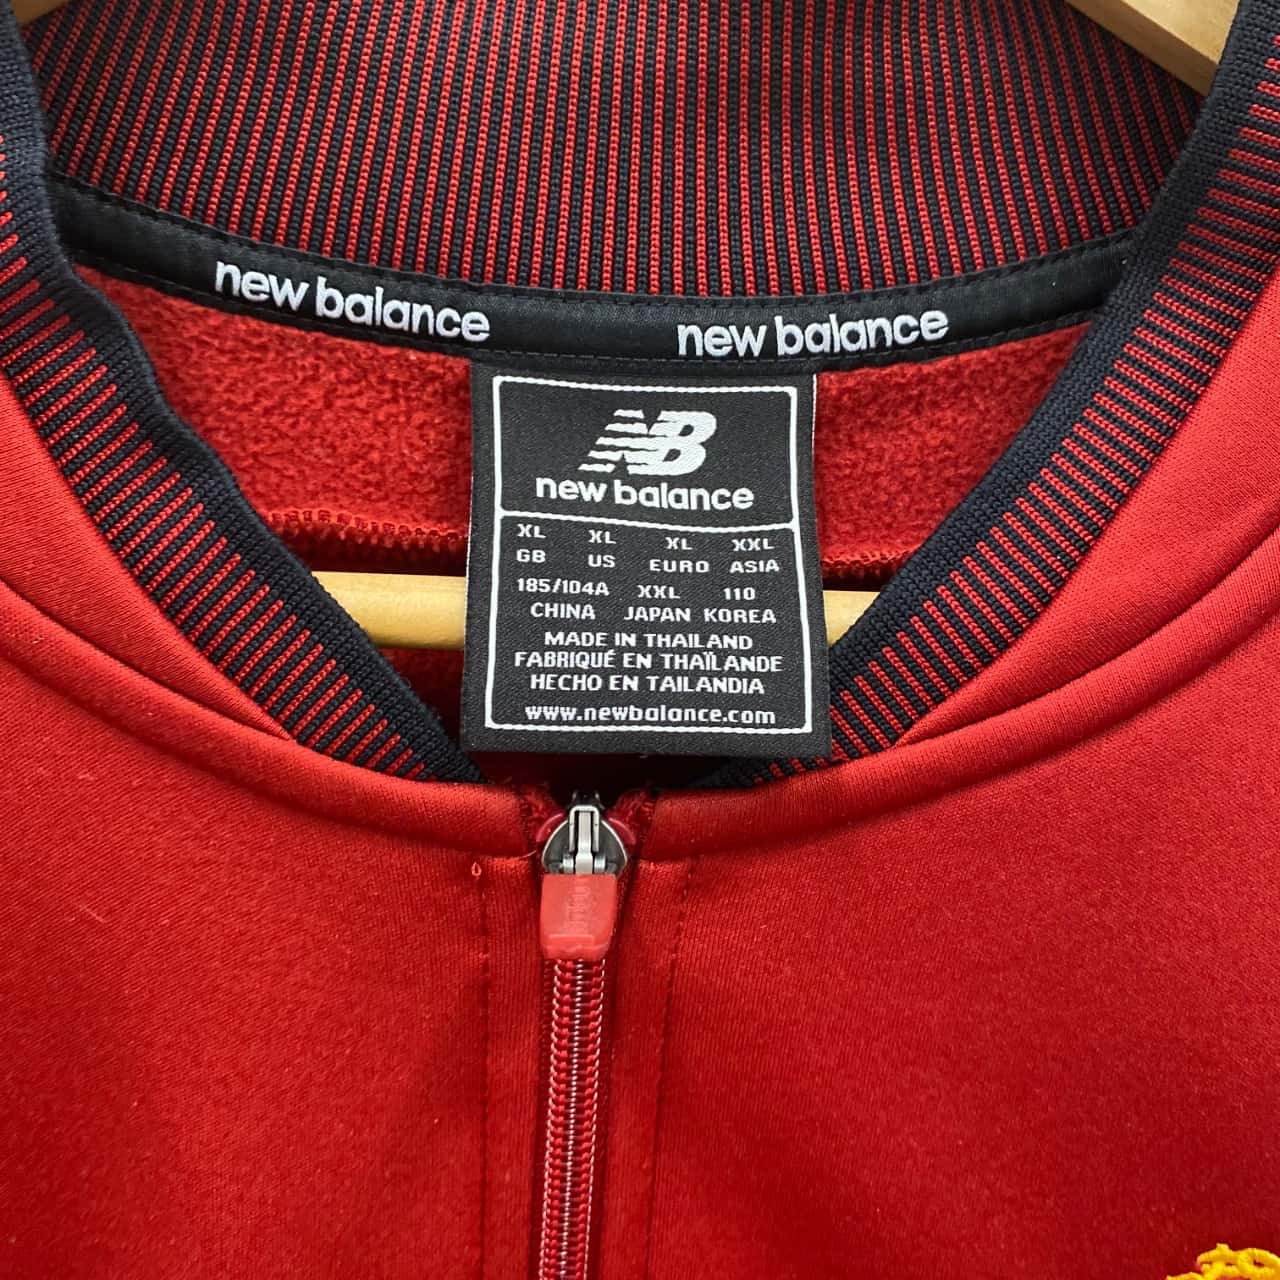 new balance new balance
NB
new balance
XL XL XL XXL
GB US EURO ASIA
185/104A XXL 110
CHINA JAPAN KOREA
MADE IN THAILAND
FABRIQUÉ EN THAÏLANDE
HECHO EN TAILANDIA
www.newbalance.com